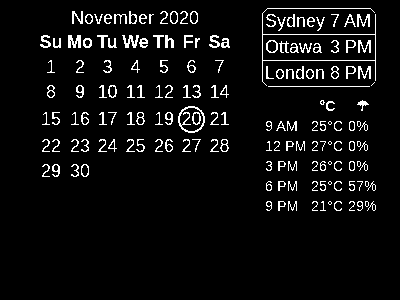 November 2020
Su Mo Tu We Th Fr Sa
1 2 3 4 5 6 7
8 9 10 11 12 13 14
15 16 17 18 19 20 21
22 23 24 25 26 27 28
29 30
Sydney 7 AM
Ottawa 3 PM
London 8 PM
°C ☂
9 AM 25°C 0%
12 PM 27°C 0%
3 PM 26°C 0%
6 PM 25°C 57%
9 PM 21°C 29%